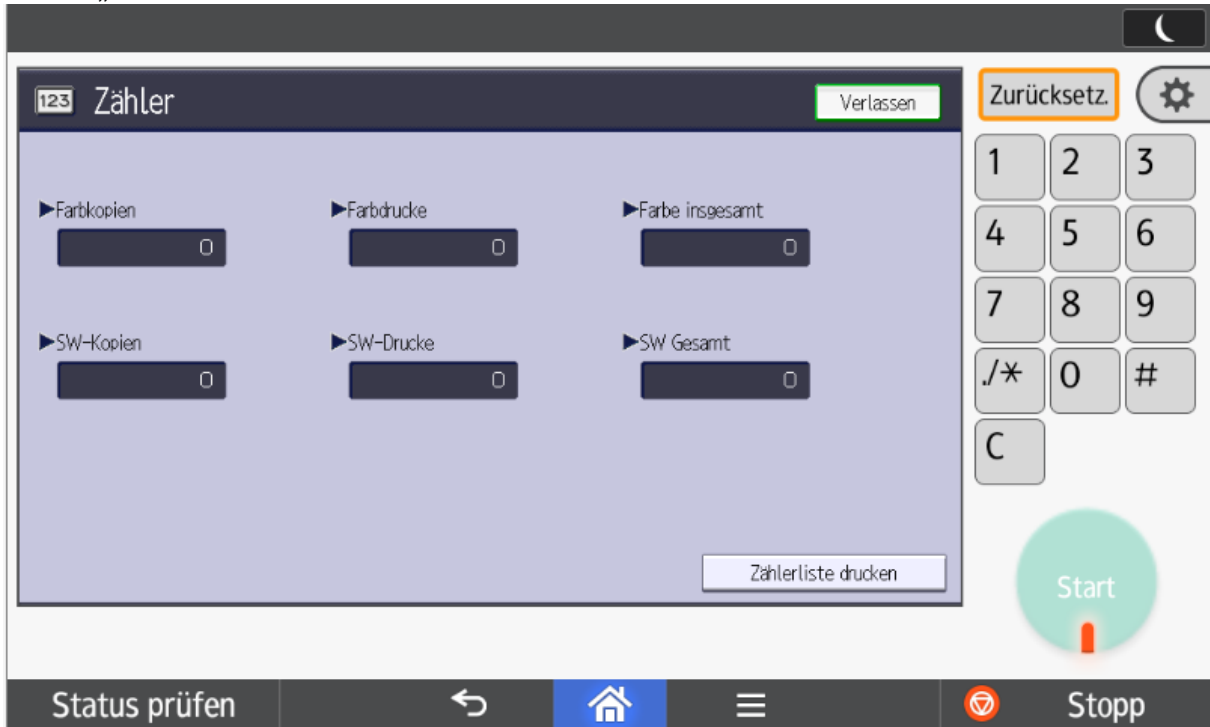 123 Zähler
Verlassen
Zurücksetz.
1 2 3
►Farbkopien ►Farbdrucke ►Farbe insgesamt
0 0 0
4 5 6
7 8 9
►SW-Kopien ►SW-Drucke ►SW Gesamt
0 0 0
./* 0 #
C
Zählerliste drucken
Start
Status prüfen
Stopp